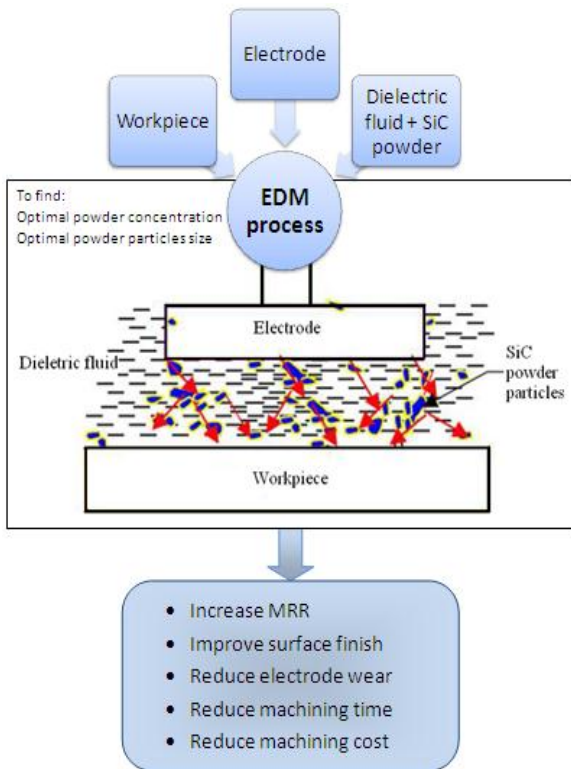 Electrode
Workpiece
Dielectric
fluid + SiC
powder
EDM
process
To find:
Optimal powder concentration
Optimal powder particles size
Electrode
Dieletric fluid
SiC
powder
particles
Workpiece
• Increase MRR
• Improve surface finish
• Reduce electrode wear
• Reduce machining time
• Reduce machining cost